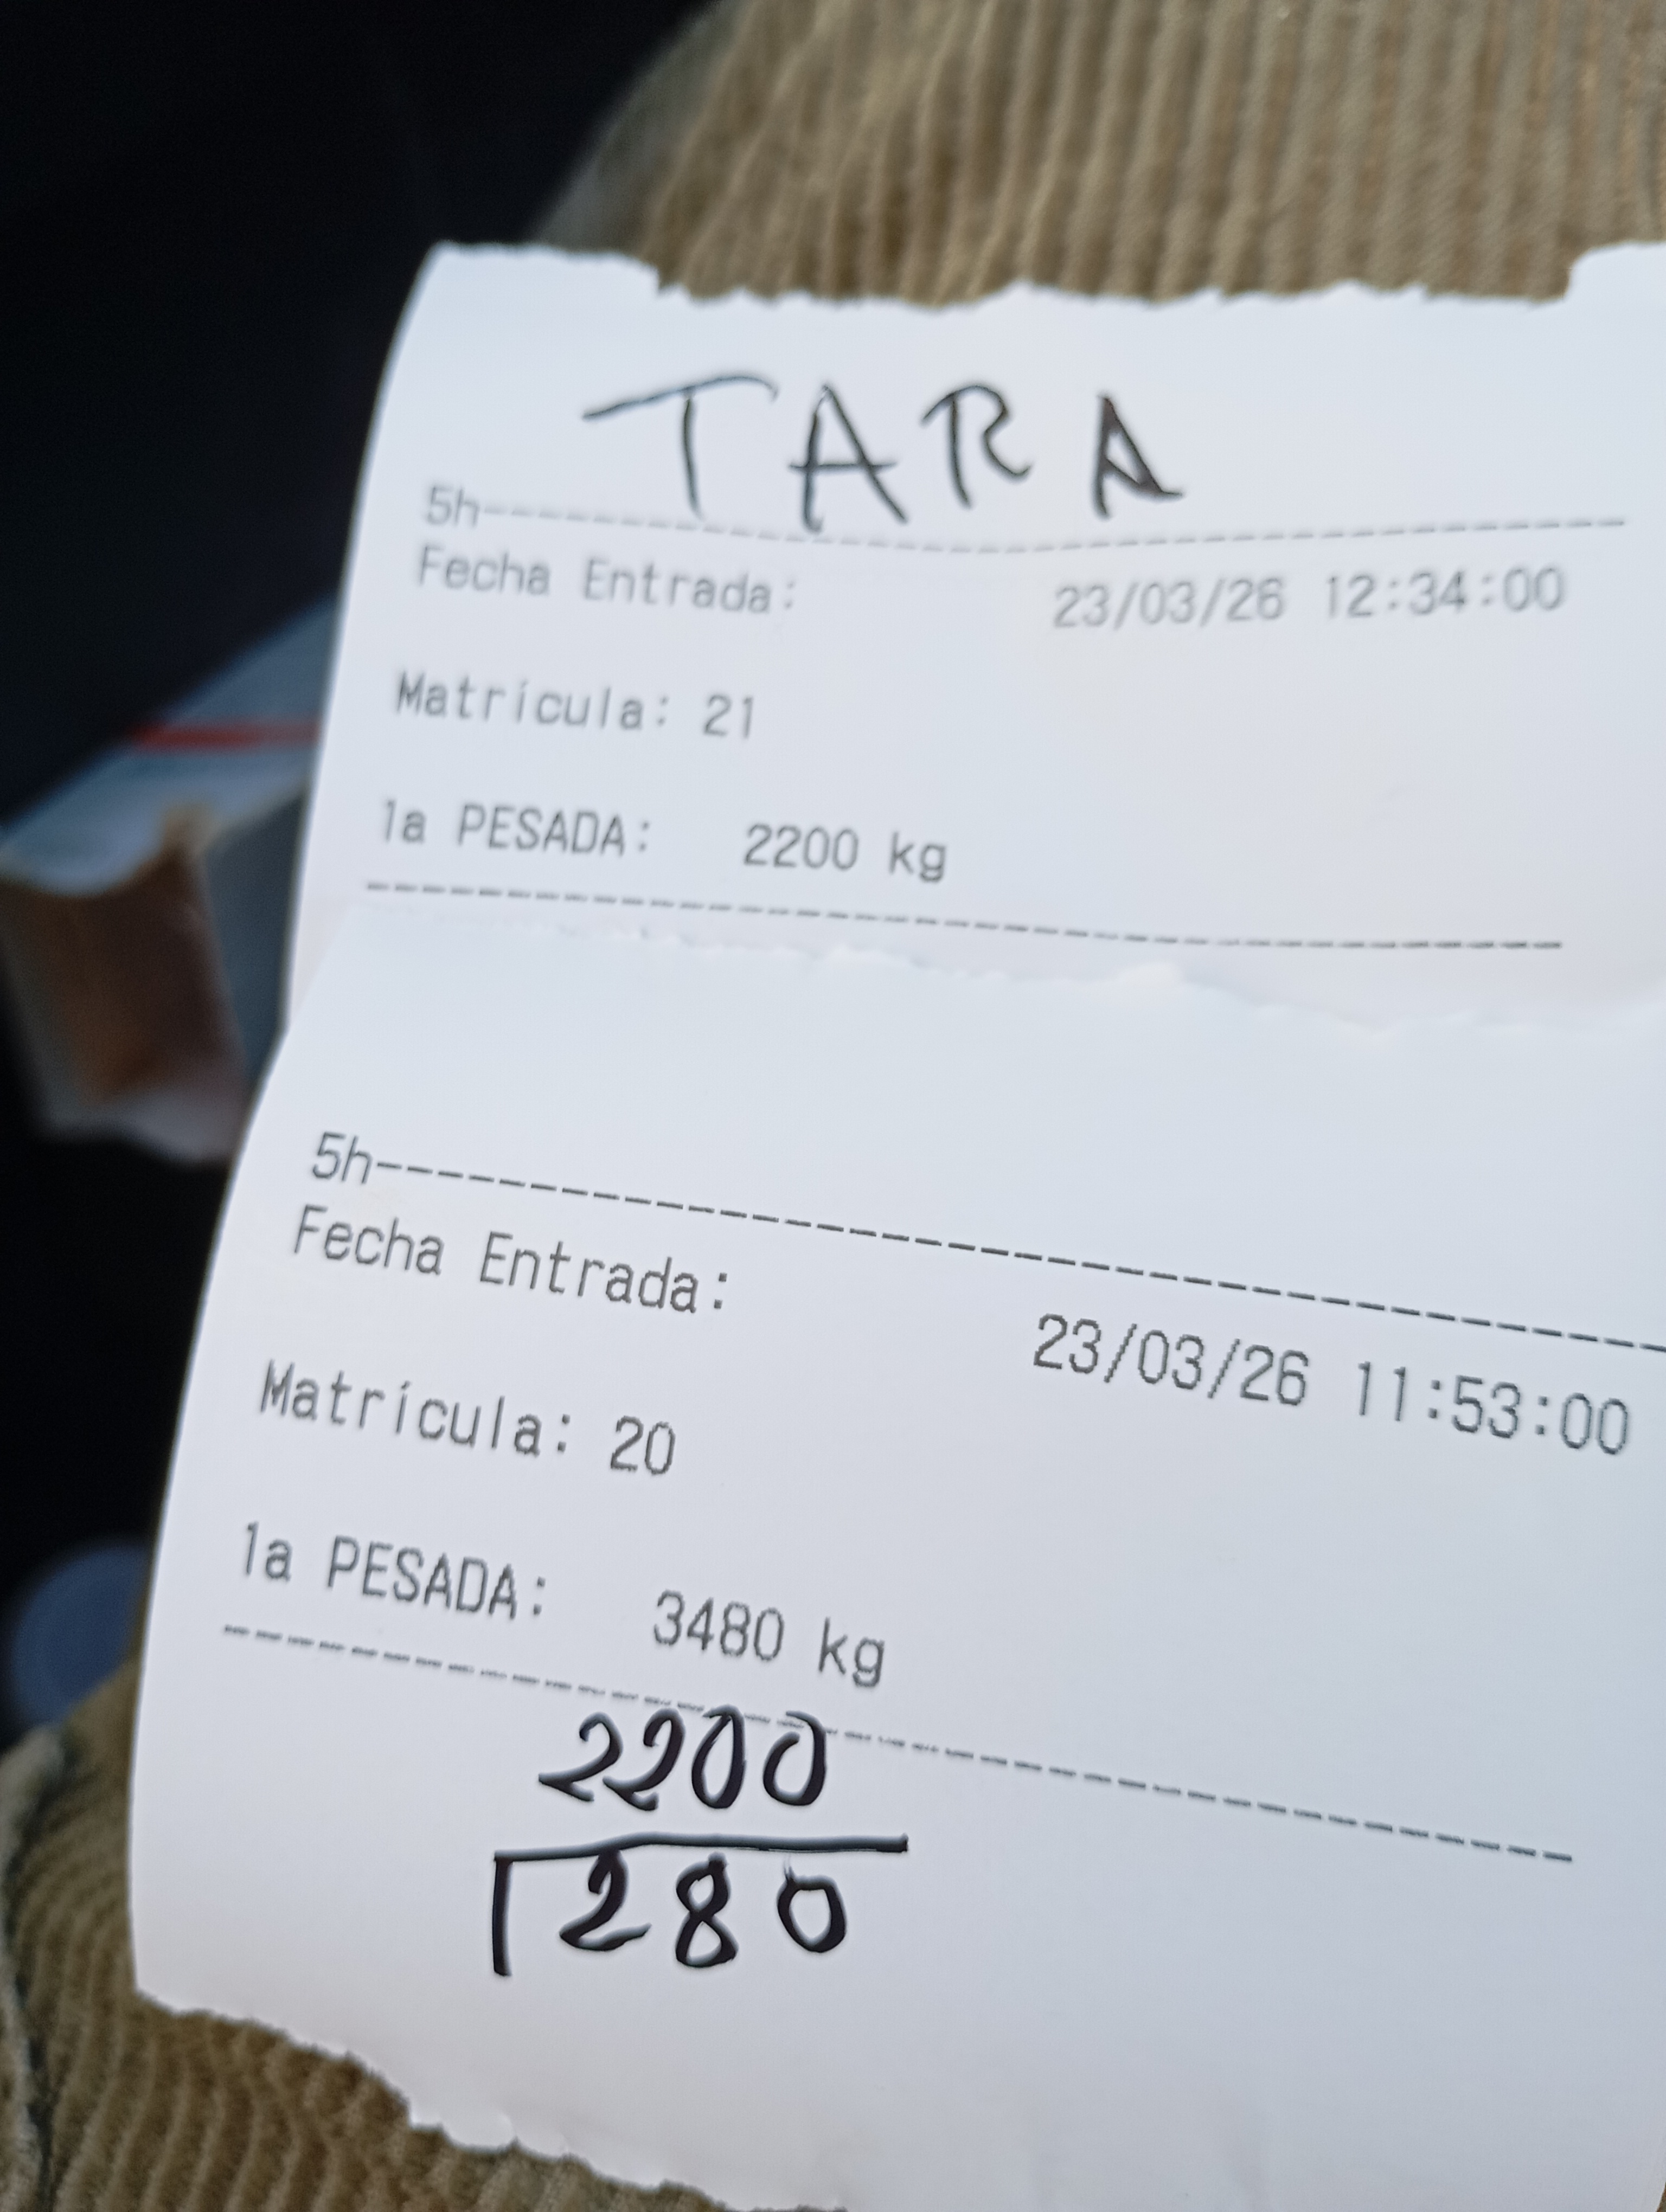 TARA
5h--------------------------------
Fecha Entrada: 23/03/26 12:34:00
Matrícula: 21
1a PESADA: 2200 kg
----------------------------------
5h--------------------------------
Fecha Entrada: 23/03/26 11:53:00
Matrícula: 20
1a PESADA: 3480 kg
----------------------------------
2200
1280